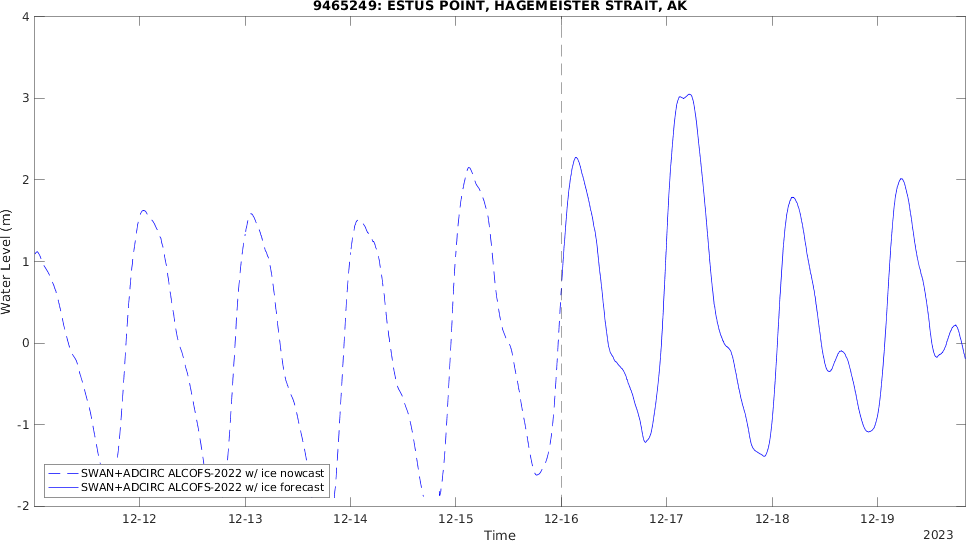 9465249: ESTUS POINT, HAGEMEISTER STRAIT, AK
4
3
2
1
0
-1
-2
Water Level (m)
SWAN+ADCIRC ALCOFS-2022 w/ ice nowcast
SWAN+ADCIRC ALCOFS-2022 w/ ice forecast
12-12 12-13 12-14 12-15 12-16 12-17 12-18 12-19
Time
2023